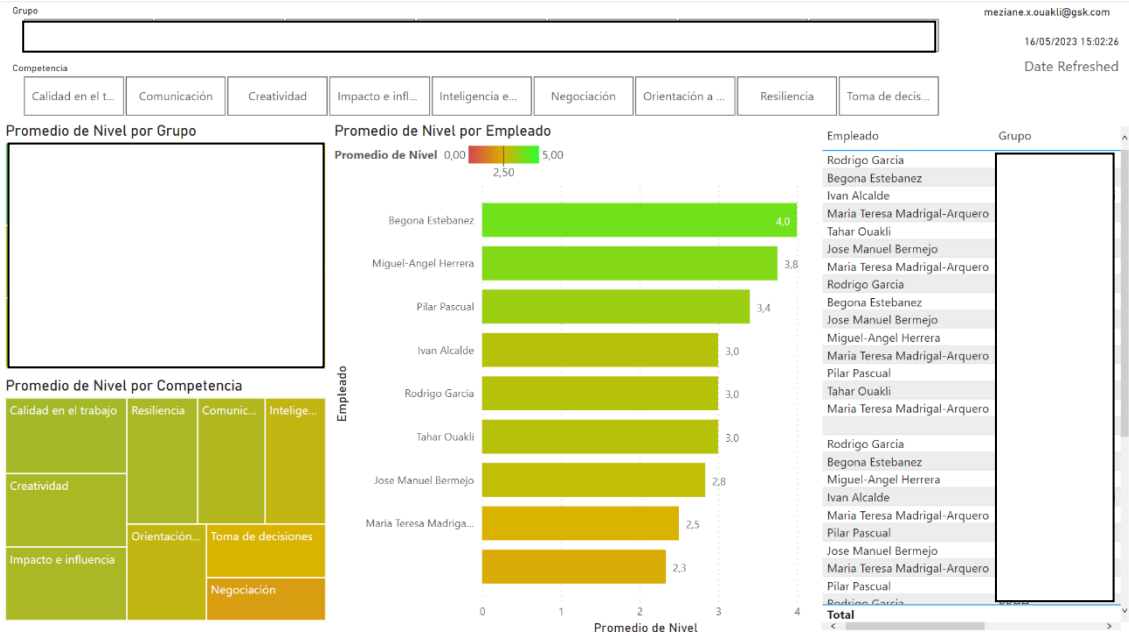 Grupo
meziane.x.ouakli@gsk.com
16/05/2023 15:02:26
Date Refreshed
Competencia
Calidad en el t...
Comunicación
Creatividad
Impacto e infl...
Inteligencia e...
Negociación
Orientación a ...
Resiliencia
Toma de decis...
Promedio de Nivel por Grupo
Promedio de Nivel por Competencia
Calidad en el trabajo
Resiliencia
Comunic...
Intelige...
Creatividad
Orientación...
Toma de decisiones
Impacto e influencia
Negociación
Promedio de Nivel por Empleado
Promedio de Nivel 0,00 5,00
2,50
Empleado
Begona Estebanez 4,0
Miguel-Angel Herrera 3,8
Pilar Pascual 3,4
Ivan Alcalde 3,0
Rodrigo Garcia 3,0
Tahar Ouakli 3,0
Jose Manuel Bermejo 2,8
Maria Teresa Madriga... 2,5
2,3
0 1 2 3 4
Promedio de Nivel
Empleado Grupo
Rodrigo Garcia
Begona Estebanez
Ivan Alcalde
Maria Teresa Madrigal-Arquero
Tahar Ouakli
Jose Manuel Bermejo
Maria Teresa Madrigal-Arquero
Rodrigo Garcia
Begona Estebanez
Jose Manuel Bermejo
Miguel-Angel Herrera
Maria Teresa Madrigal-Arquero
Pilar Pascual
Tahar Ouakli
Maria Teresa Madrigal-Arquero
Rodrigo Garcia
Begona Estebanez
Miguel-Angel Herrera
Ivan Alcalde
Maria Teresa Madrigal-Arquero
Pilar Pascual
Jose Manuel Bermejo
Maria Teresa Madrigal-Arquero
Pilar Pascual
Rodrigo Garcia
Total